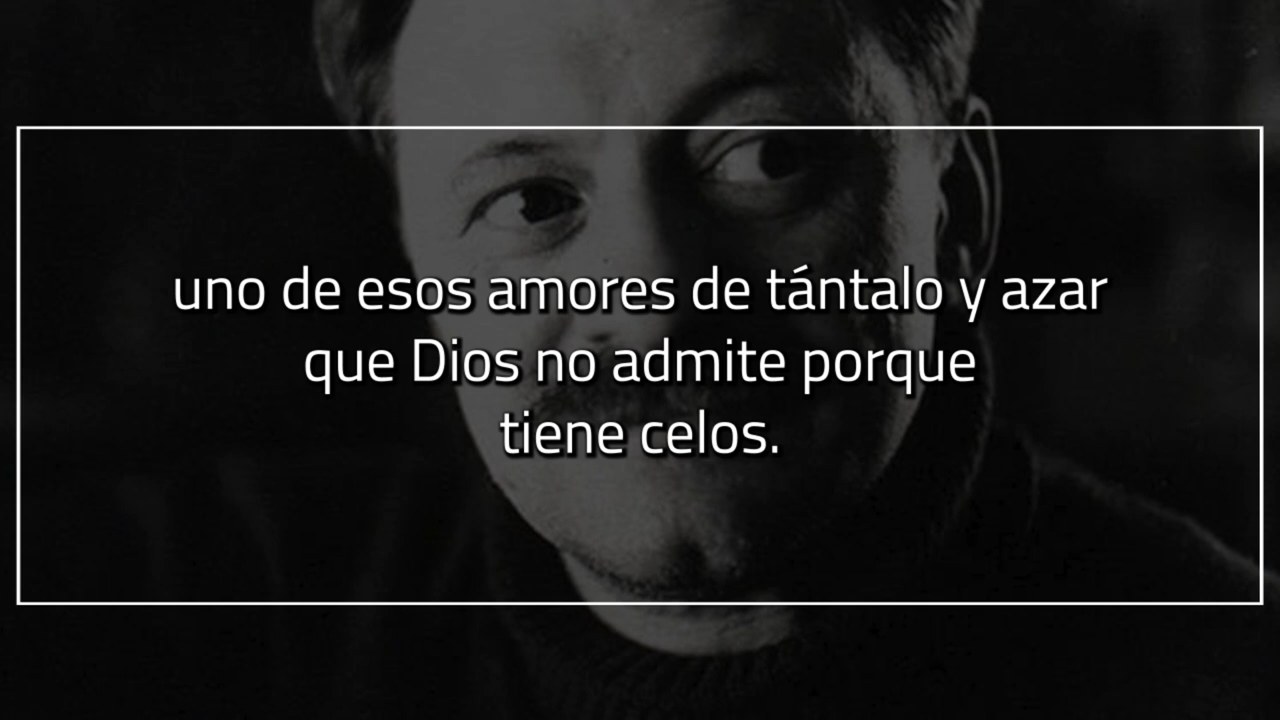 uno de esos amores de tántalo y azar
que Dios no admite porque
tiene celos.